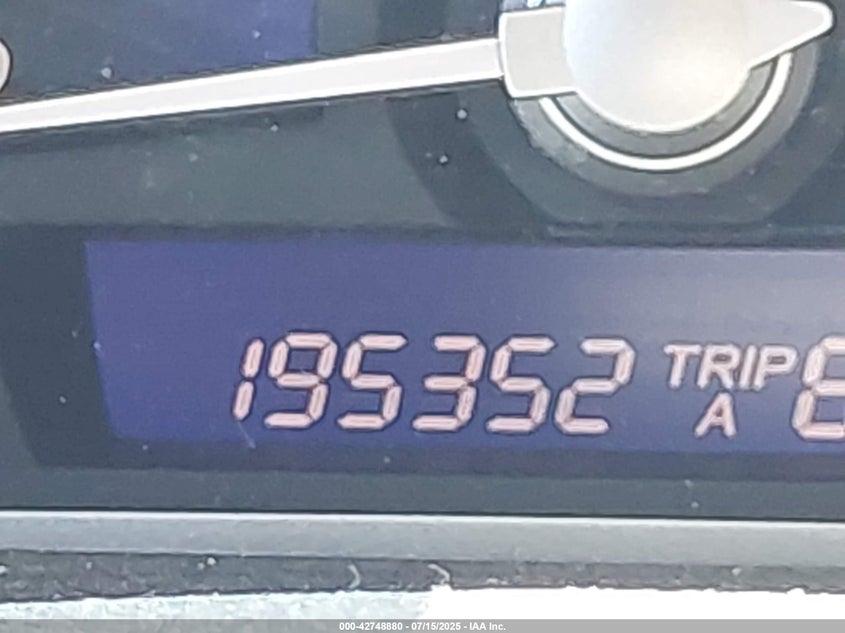 195352 TRIP A
000-42748880 - 07/15/2025 - IAA Inc.